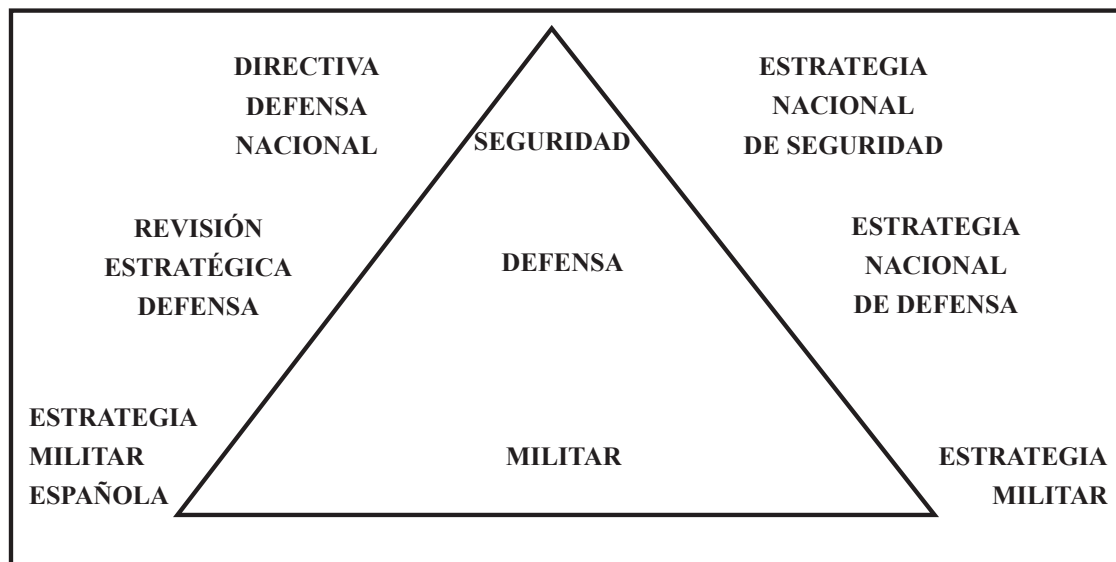 DIRECTIVA
DEFENSA
NACIONAL
SEGURIDAD
ESTRATEGIA
NACIONAL
DE SEGURIDAD
REVISIÓN
ESTRATÉGICA
DEFENSA
DEFENSA
ESTRATEGIA
NACIONAL
DE DEFENSA
ESTRATEGIA
MILITAR
ESPAÑOLA
MILITAR
ESTRATEGIA
MILITAR